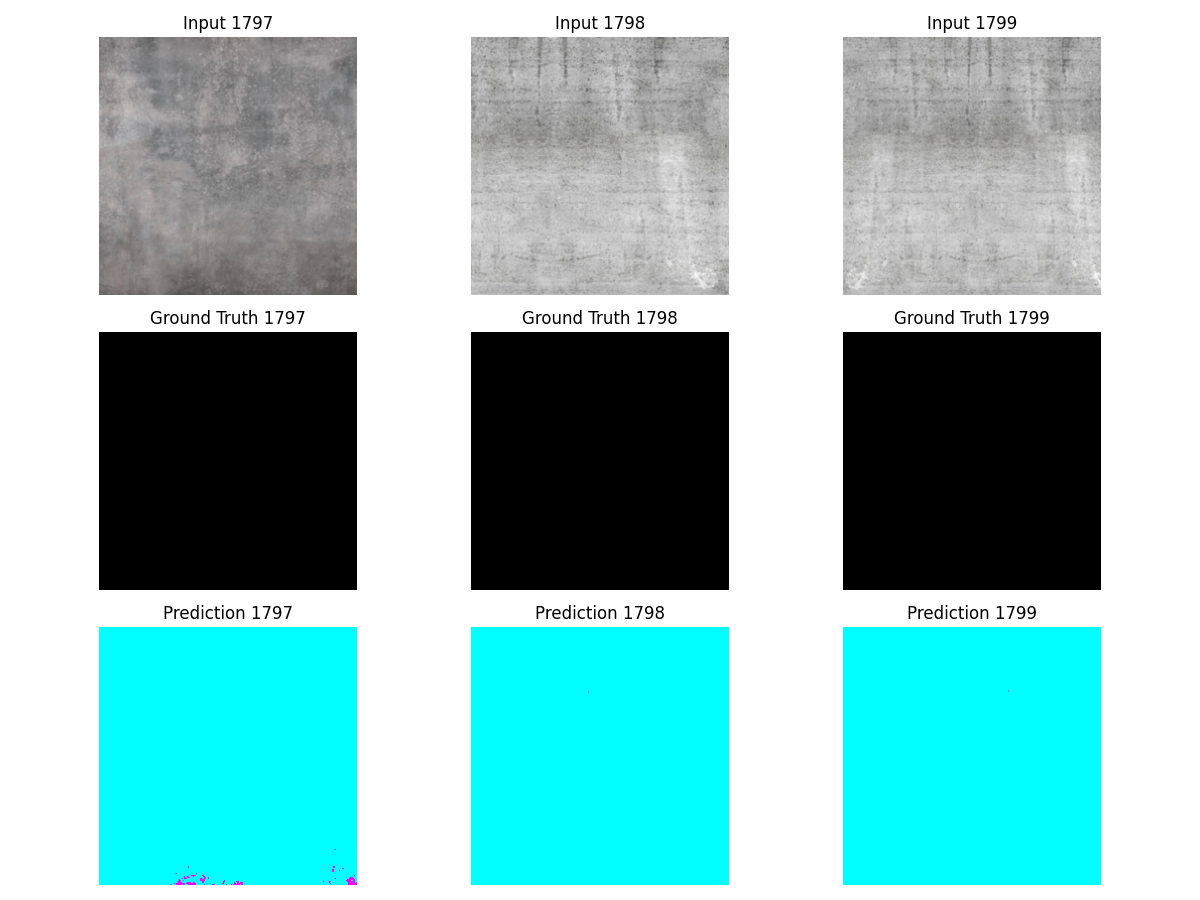 Input 1797
Input 1798
Input 1799
Ground Truth 1797
Ground Truth 1798
Ground Truth 1799
Prediction 1797
Prediction 1798
Prediction 1799